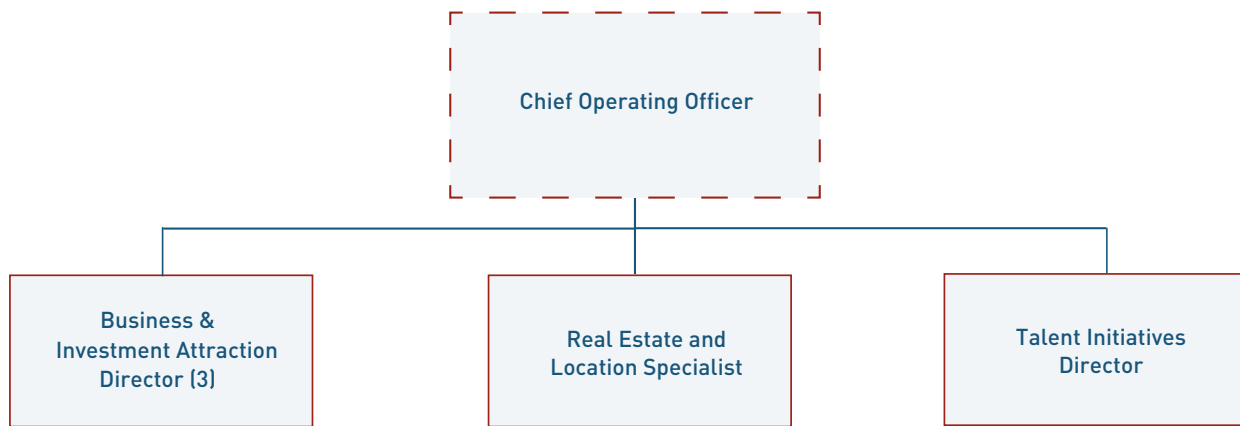 Chief Operating Officer
Business &
Investment Attraction
Director (3)
Real Estate and
Location Specialist
Talent Initiatives
Director